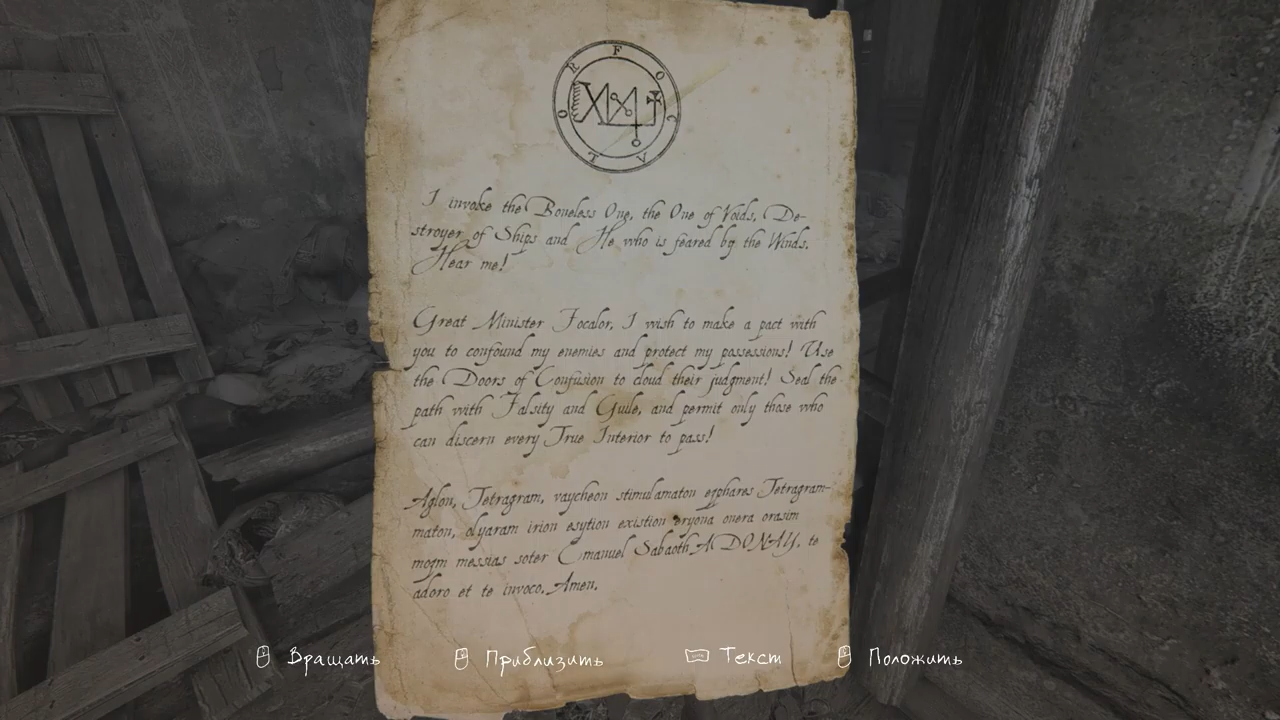 FOCVTOR
I invoke the Boneless One, the One of Voids, De-
stroyer of Ships and He who is feared by the Winds.
Hear me!
Great Minister Focalor, I wish to make a pact with
you to confound my enemies and protect my possessions! Use
the Doors of Confusion to cloud their judgment! Seal the
path with Falsity and Guile, and permit only those who
can discern every True Interior to pass!
Aglon, Tetragram, vaycheon stimulamaton ezphares Tetragram-
maton, olyaram irion esytion existion eryona onera orasim
mozm messias soter Emanuel Sabaoth ADONAY, te
adoro et te invoco. Amen.
Вращать
Приблизить
Текст
Положить